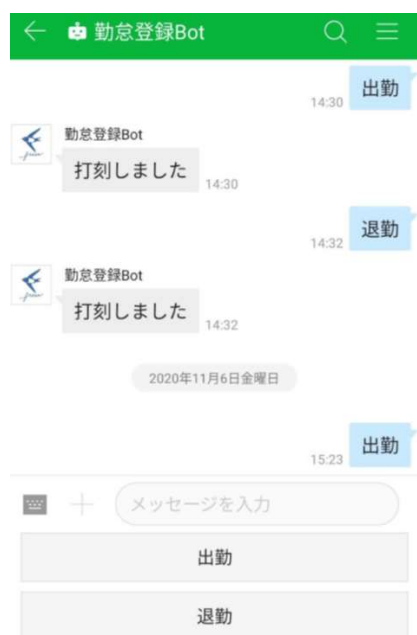 勤怠登録Bot
出勤
14:30
勤怠登録Bot
打刻しました
14:30
退勤
14:32
勤怠登録Bot
打刻しました
14:32
2020年11月6日金曜日
出勤
15:23
メッセージを入力
出勤
退勤